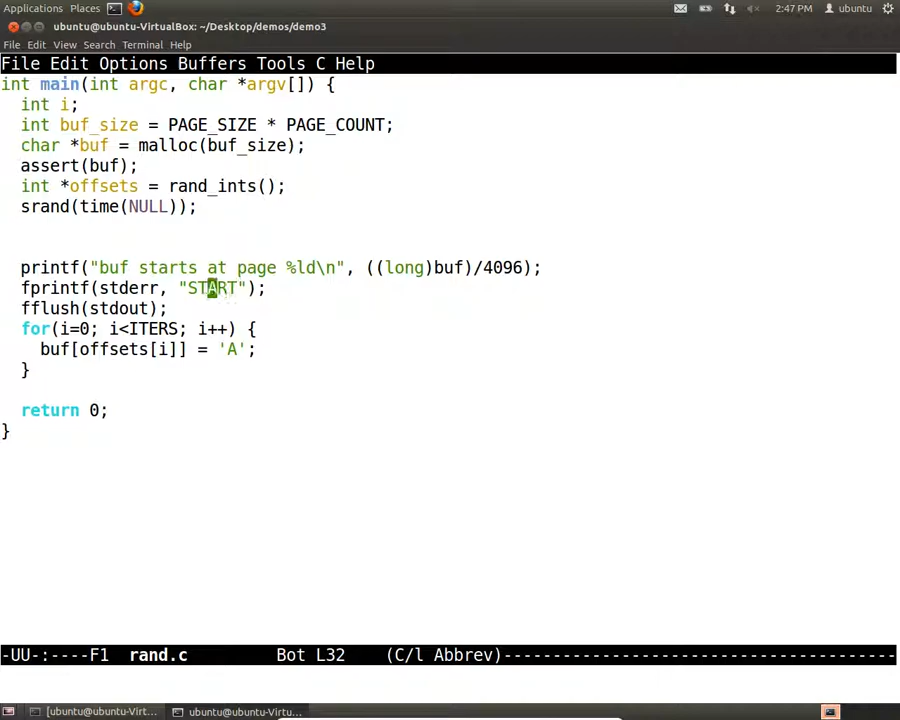 Applications Places 2:47 PM ubuntu
ubuntu@ubuntu-VirtualBox: ~/Desktop/demos/demo3
File Edit View Search Terminal Help
File Edit Options Buffers Tools C Help
int main(int argc, char *argv[]) {
  int i;
  int buf_size = PAGE_SIZE * PAGE_COUNT;
  char *buf = malloc(buf_size);
  assert(buf);
  int *offsets = rand_ints();
  srand(time(NULL));
  printf("buf starts at page %ld\n", ((long)buf)/4096);
  fprintf(stderr, "START");
  fflush(stdout);
  for(i=0; i<ITERS; i++) {
    buf[offsets[i]] = 'A';
  }
  return 0;
}
-UU-:----F1 rand.c Bot L32 (C/l Abbrev)----------------------------------------
[ubuntu@ubuntu-Virt... ubuntu@ubuntu-Virtu...